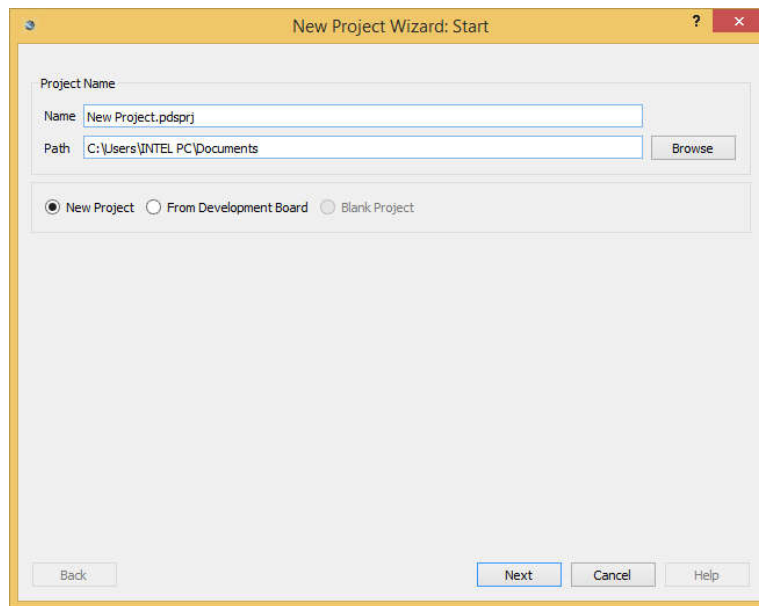 New Project Wizard: Start
?
Project Name
Name New Project.pdsprj
Path C:\Users\INTEL PC\Documents Browse
New Project From Development Board Blank Project
Back Next Cancel Help